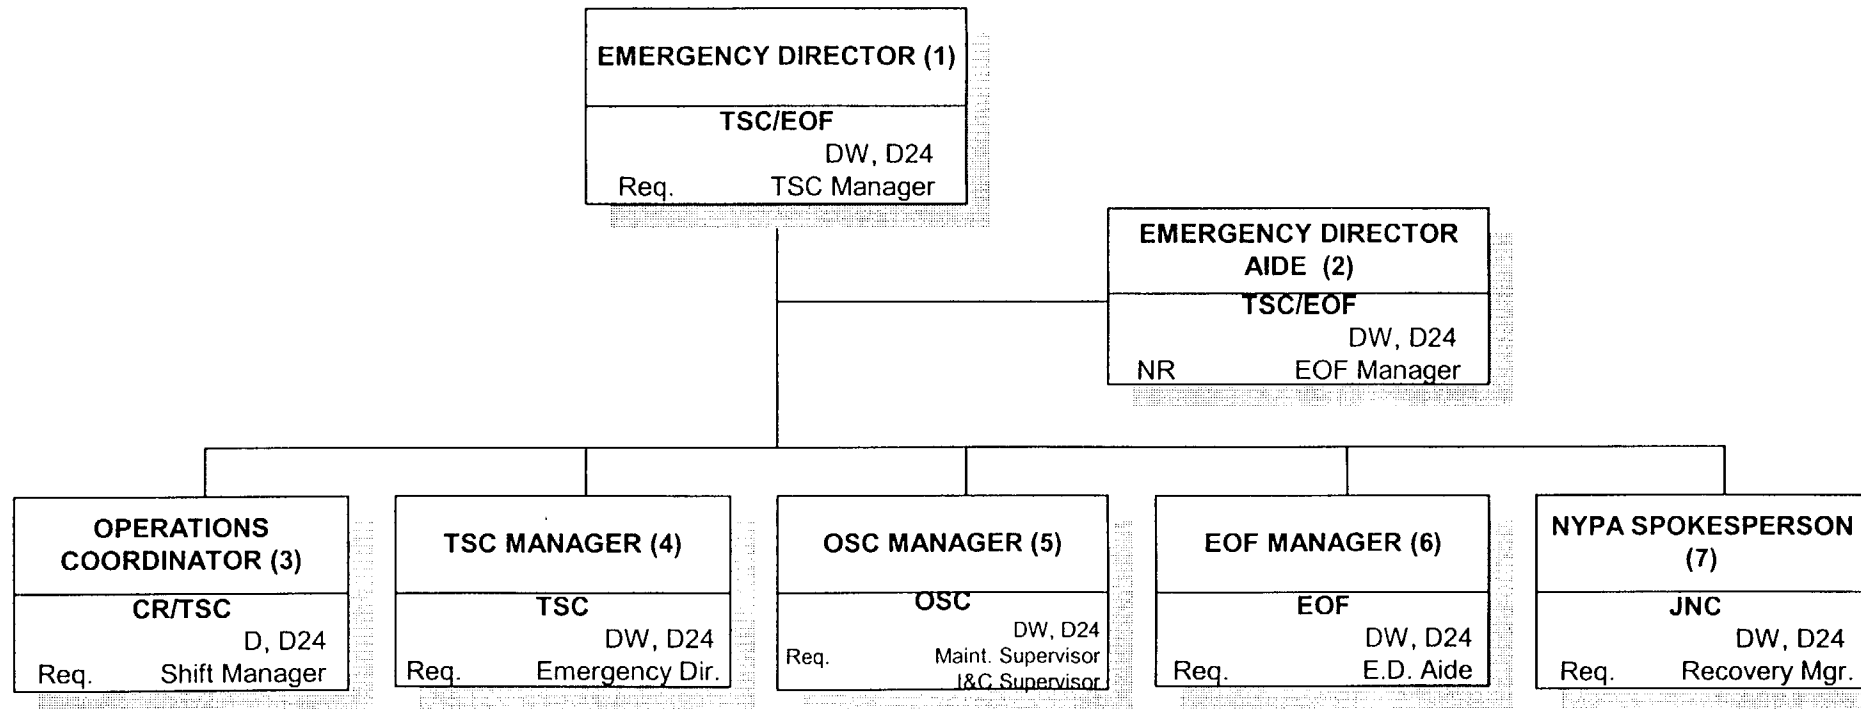 EMERGENCY DIRECTOR (1)
TSC/EOF
DW, D24
Req. TSC Manager
EMERGENCY DIRECTOR
AIDE (2)
TSC/EOF
DW, D24
NR EOF Manager
OPERATIONS
COORDINATOR (3)
CR/TSC
D, D24
Req. Shift Manager
TSC MANAGER (4)
TSC
DW, D24
Req. Emergency Dir.
OSC MANAGER (5)
OSC
DW, D24
Req. Maint. Supervisor
I&C Supervisor
EOF MANAGER (6)
EOF
DW, D24
Req. E.D. Aide
NYPA SPOKESPERSON
(7)
JNC
DW, D24
Req. Recovery Mgr.